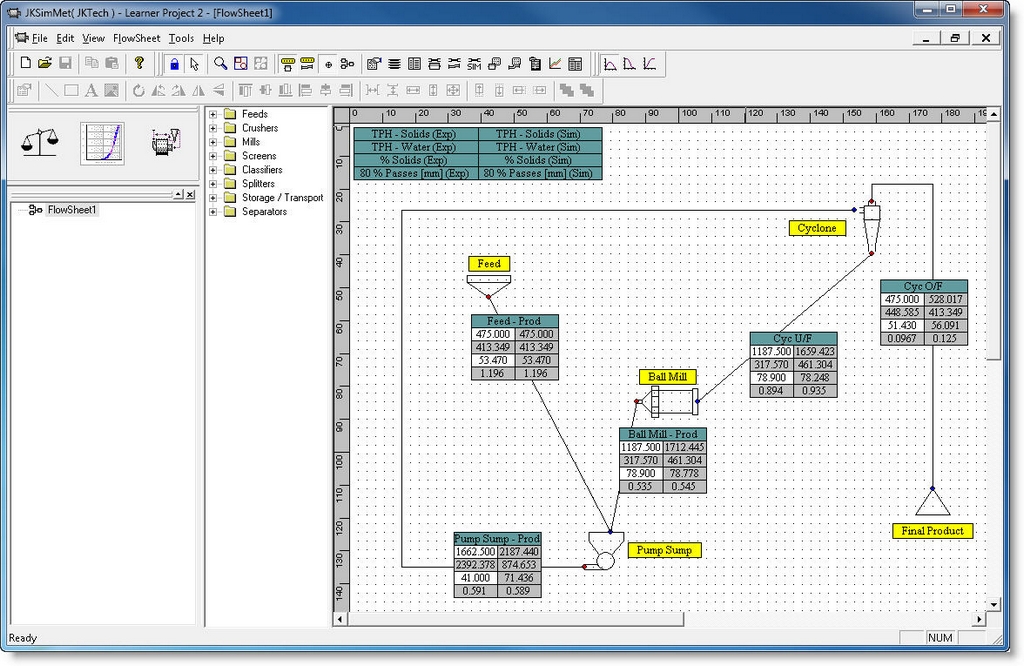 JKSimMet( JKTech ) - Learner Project 2 - [FlowSheet1]
File Edit View FlowSheet Tools Help
SIM
A
Feeds
Crushers
Mills
Screens
Classifiers
Splitters
Storage / Transport
Separators
FlowSheet1
0 10 20 30 40 50 60 70 80 90 100 110 120 130 140 150 160 170 180 19
0
10
20
30
40
50
60
70
80
90
100
110
120
130
140
TPH - Solids (Exp) TPH - Solids (Sim)
TPH - Water (Exp) TPH - Water (Sim)
% Solids (Exp) % Solids (Sim)
80 % Passes [mm] (Exp) 80 % Passes [mm] (Sim)
Cyclone
Feed
Feed - Prod
475.000 475.000
413.349 413.349
53.470 53.470
1.196 1.196
Cyc O/F
475.000 528.017
448.585 413.349
51.430 56.091
0.0967 0.125
Cyc U/F
1187.500 1659.423
317.570 461.304
78.900 78.248
0.894 0.935
Ball Mill
Ball Mill - Prod
1187.500 1712.445
317.570 461.304
78.900 78.778
0.535 0.545
Final Product
Pump Sump
Pump Sump - Prod
1662.500 2187.440
2392.378 874.653
41.000 71.436
0.591 0.589
Ready
NUM